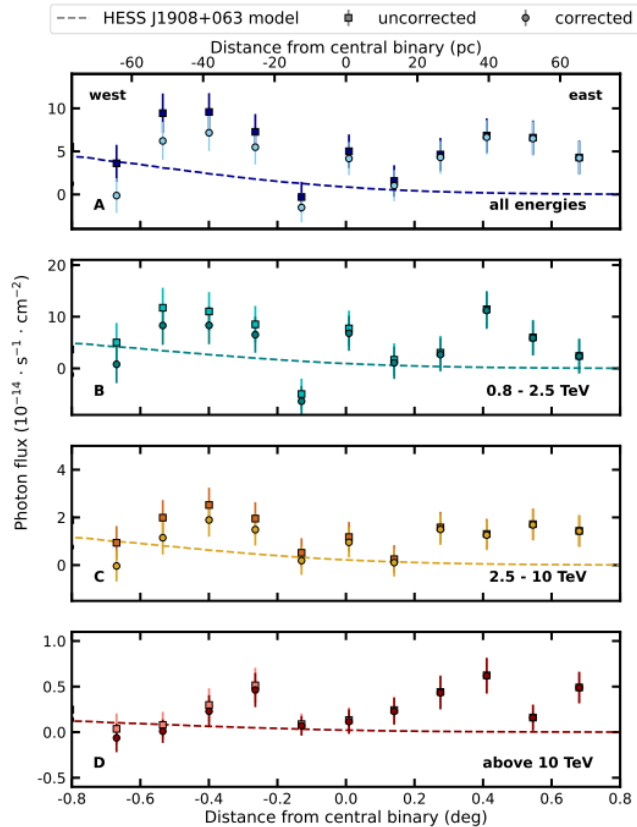 HESS J1908+063 model uncorrected corrected
Distance from central binary (pc)
−60 −40 −20 0 20 40 60
west east
10
5
0
A all energies
20
10
0
B 0.8 - 2.5 TeV
4
2
0
C 2.5 - 10 TeV
1.0
0.5
0.0
−0.5
D above 10 TeV
−0.8 −0.6 −0.4 −0.2 0.0 0.2 0.4 0.6 0.8
Distance from central binary (deg)
Photon flux (10⁻¹⁴ · s⁻¹ · cm⁻²)